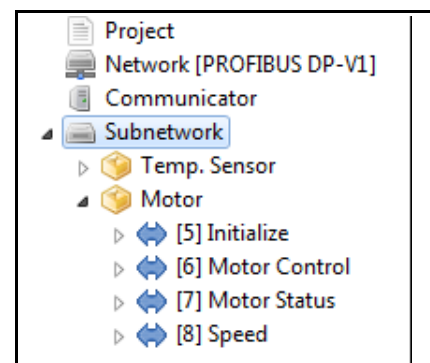 Project
Network [PROFIBUS DP-V1]
Communicator
Subnetwork
Temp. Sensor
Motor
[5] Initialize
[6] Motor Control
[7] Motor Status
[8] Speed